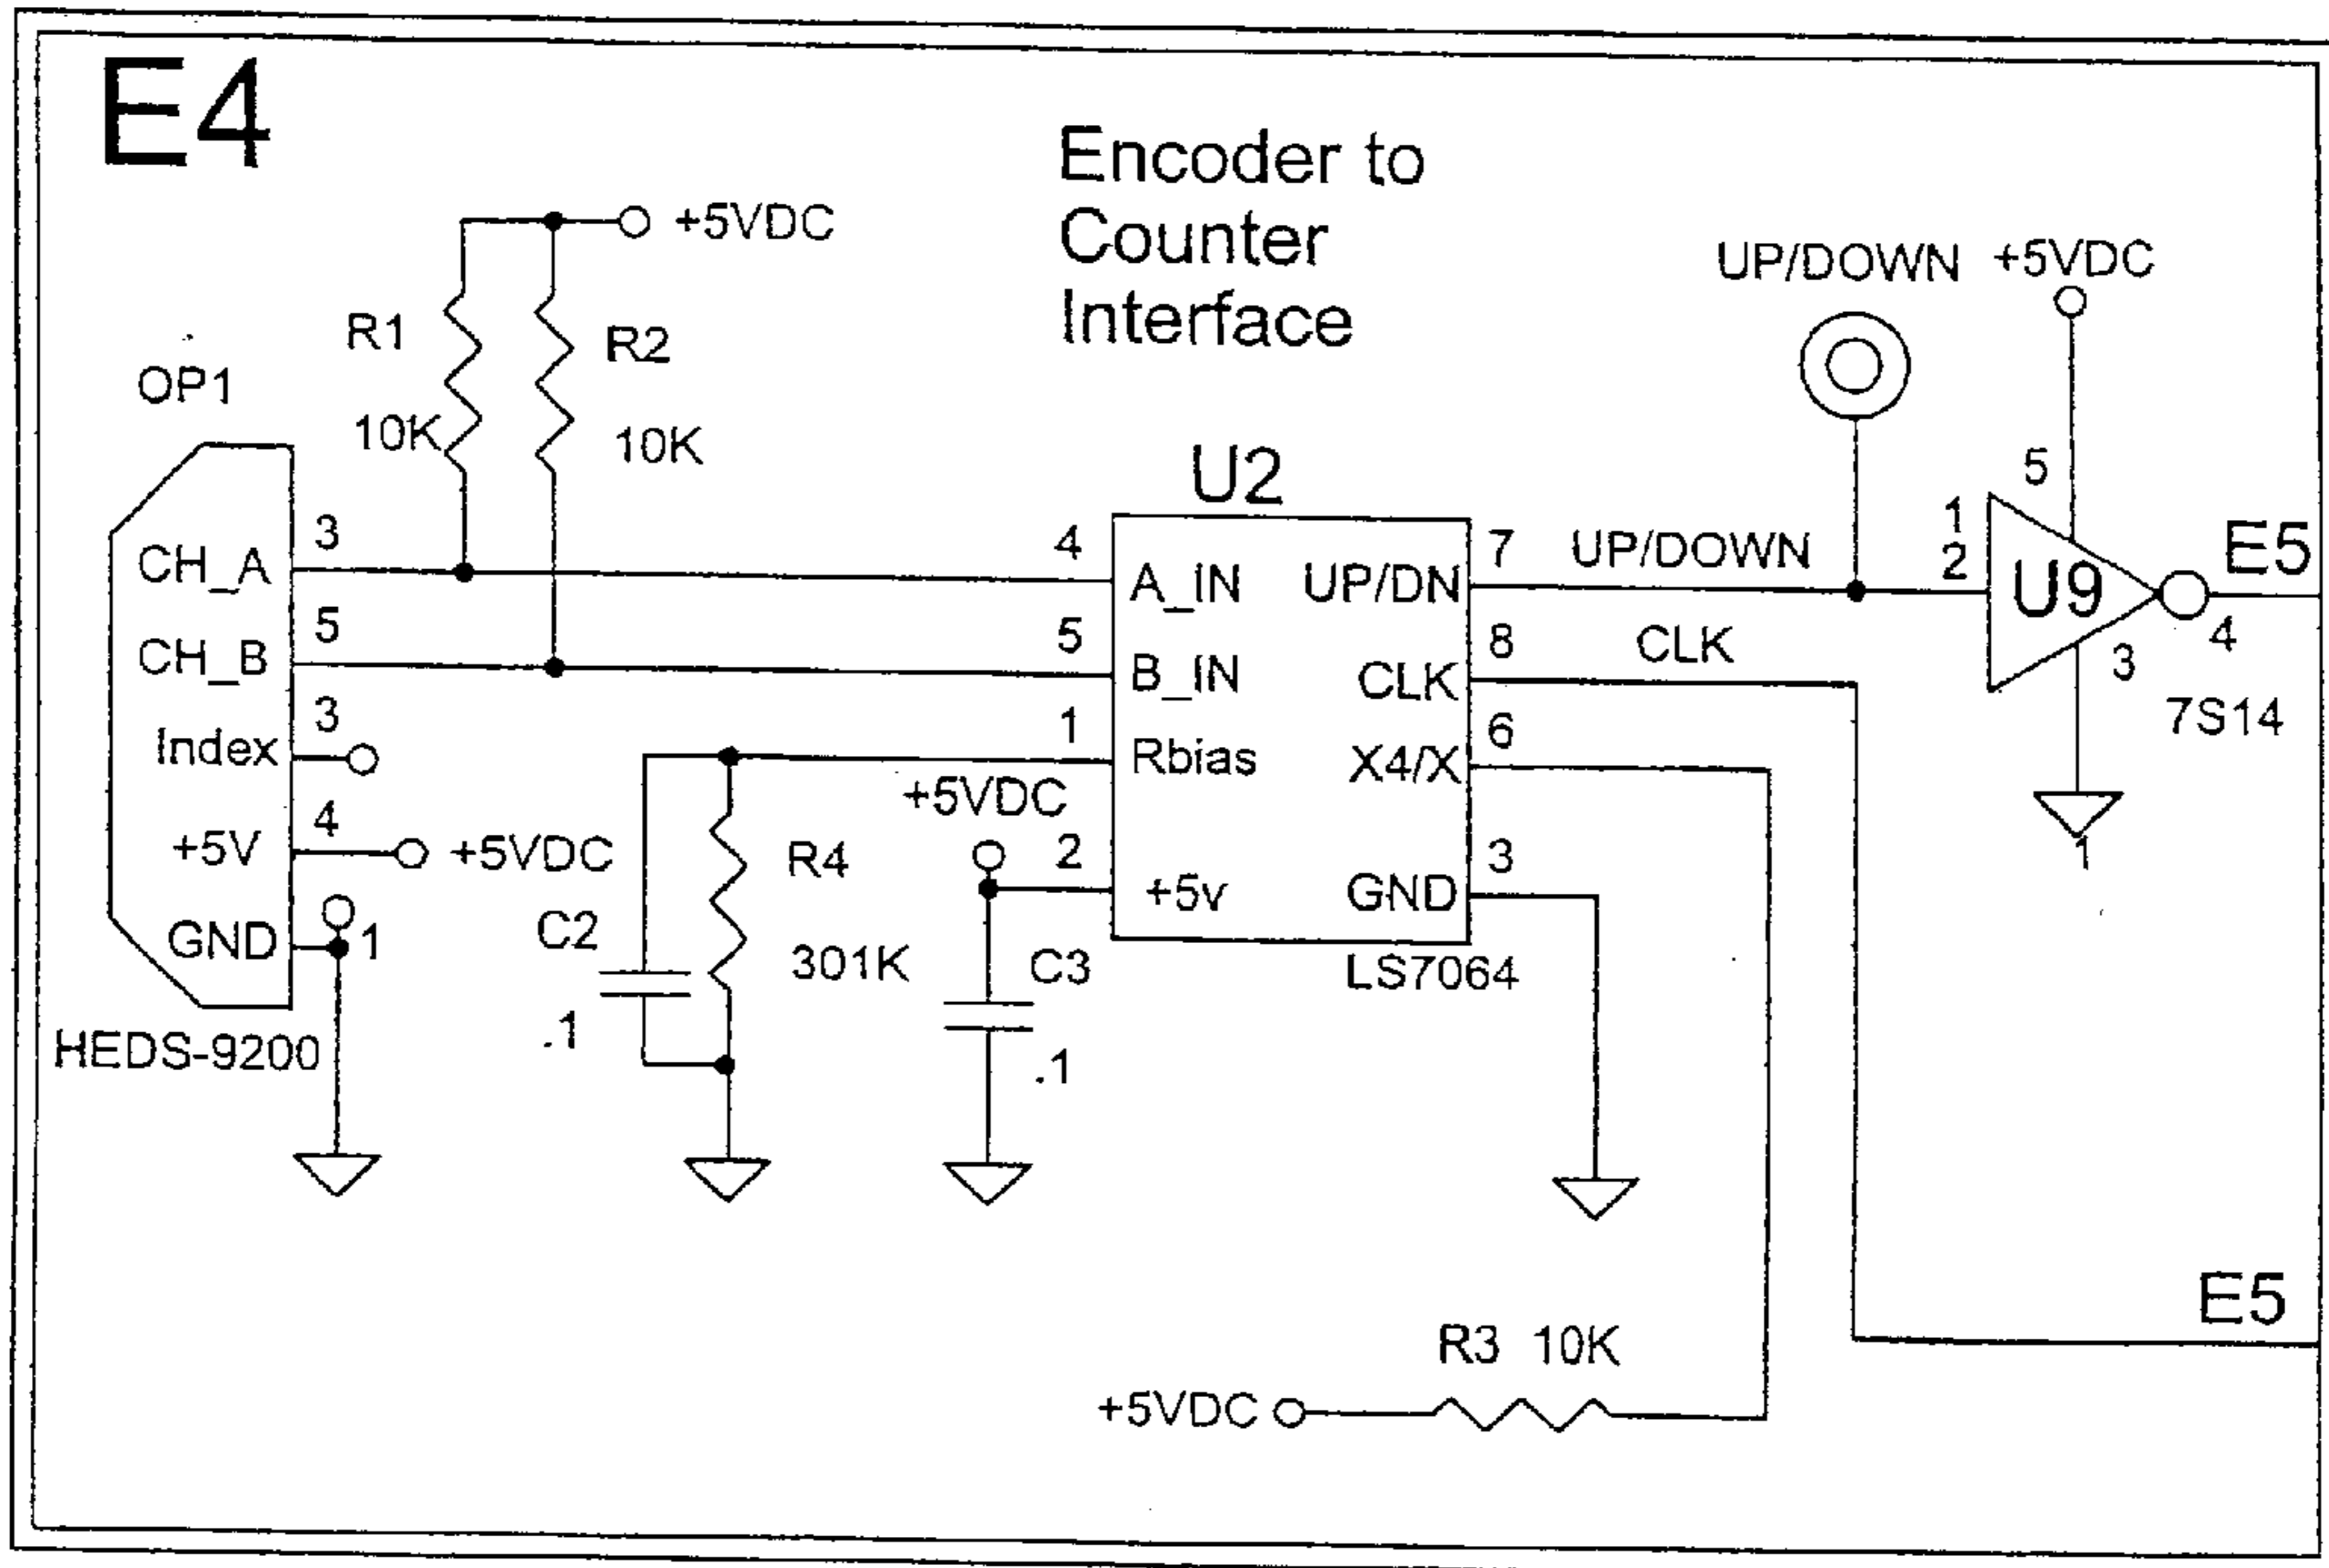 E4
Encoder to
Counter
Interface
+5VDC
UP/DOWN
+5VDC
R1
R2
OP1
10K
10K
U2
5
CH_A
3
4
A_IN
UP/DN
7
UP/DOWN
1
2
U9
E5
4
CH_B
5
5
B_IN
CLK
8
CLK
3
7S14
Index
3
1
Rbias
X4/X
6
+5V
4
+5VDC
R4
+5VDC
2
+5v
GND
3
1
GND
1
C2
301K
C3
LS7064
HEDS-9200
.1
.1
E5
R3 10K
+5VDC